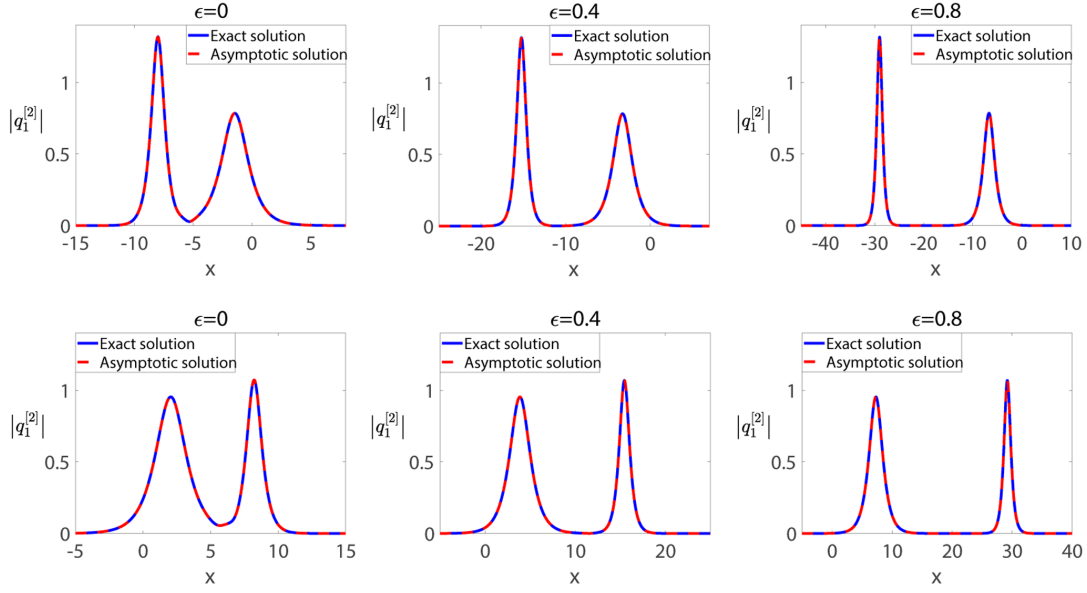 ϵ=0
Exact solution
Asymptotic solution
1
0.5
0
|q₁^[2]|
-15 -10 -5 0 5
x
ϵ=0.4
Exact solution
Asymptotic solution
1
0.5
0
|q₁^[2]|
-20 -10 0
x
ϵ=0.8
Exact solution
Asymptotic solution
1
0.5
0
|q₁^[2]|
-40 -30 -20 -10 0 10
x
ϵ=0
Exact solution
Asymptotic solution
1
0.5
0
|q₁^[2]|
-5 0 5 10 15
x
ϵ=0.4
Exact solution
Asymptotic solution
1
0.5
0
|q₁^[2]|
0 10 20
x
ϵ=0.8
Exact solution
Asymptotic solution
1
0.5
0
|q₁^[2]|
0 10 20 30 40
x